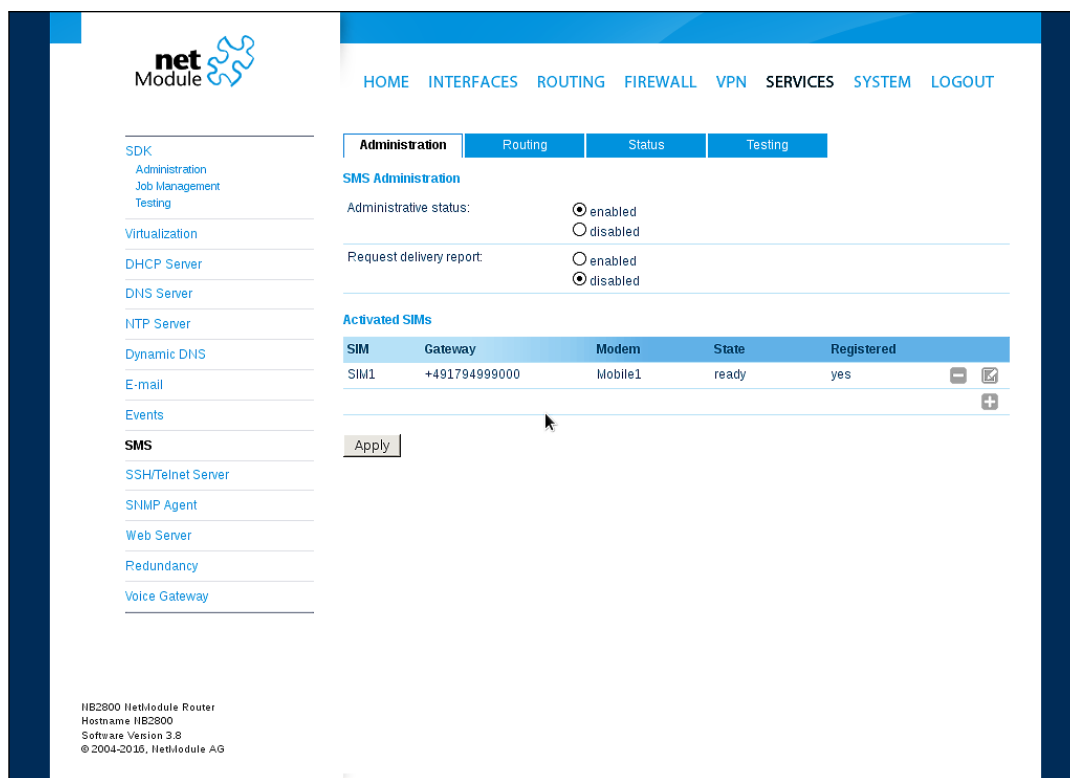 net
Module
HOME INTERFACES ROUTING FIREWALL VPN SERVICES SYSTEM LOGOUT
SDK
Administration
Job Management
Testing
Virtualization
DHCP Server
DNS Server
NTP Server
Dynamic DNS
E-mail
Events
SMS
SSH/Telnet Server
SNMP Agent
Web Server
Redundancy
Voice Gateway
Administration Routing Status Testing
SMS Administration
Administrative status: enabled
disabled
Request delivery report: enabled
disabled
Activated SIMs
SIM Gateway Modem State Registered
SIM1 +491794999000 Mobile1 ready yes
Apply
NB2800 NetModule Router
Hostname NB2800
Software Version 3.8
© 2004-2016, NetModule AG